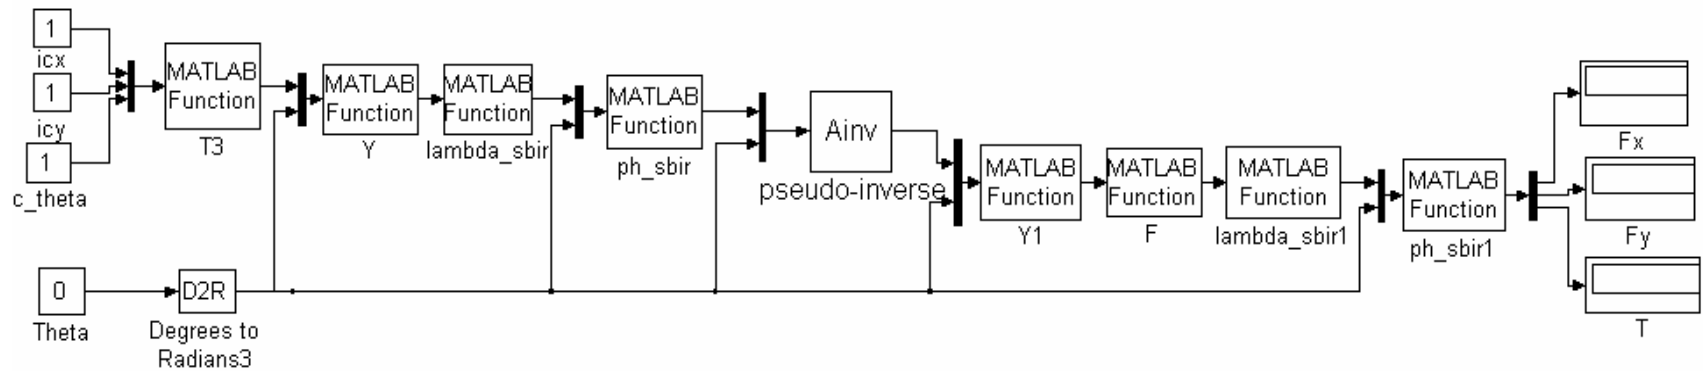 1
icx
1
icy
1
c_theta
MATLAB
Function
T3
MATLAB
Function
Y
MATLAB
Function
lambda_sbir
MATLAB
Function
ph_sbir
Ainv
pseudo-inverse
MATLAB
Function
Y1
MATLAB
Function
F
MATLAB
Function
lambda_sbir1
MATLAB
Function
ph_sbir1
Fx
Fy
T
0
Theta
D2R
Degrees to
Radians3